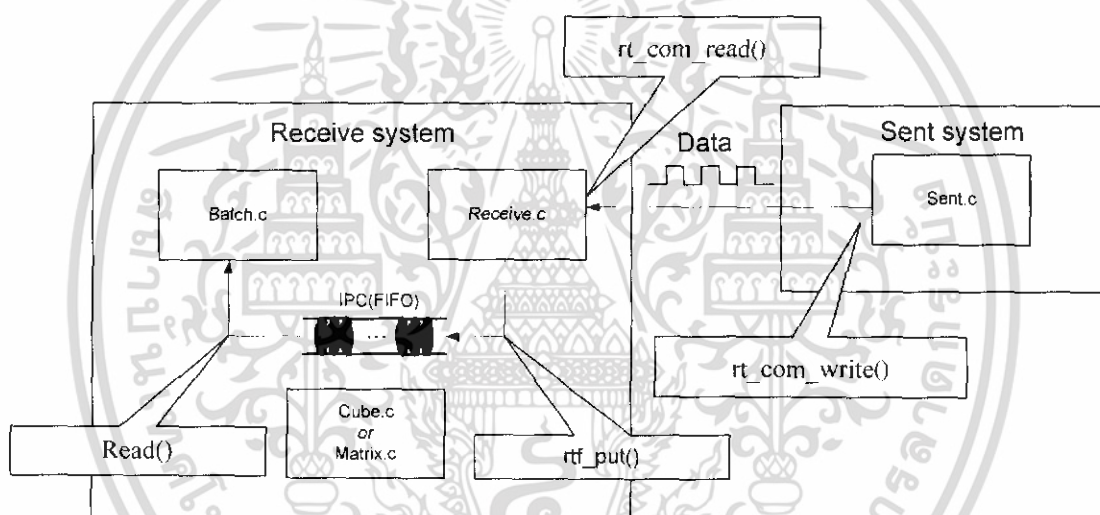 rt_com_read()
Receive system
Sent system
Data
Batch.c
Receive.c
Sent.c
IPC(FIFO)
...
rt_com_write()
Cube.c
or
Matrix.c
Read()
rtf_put()